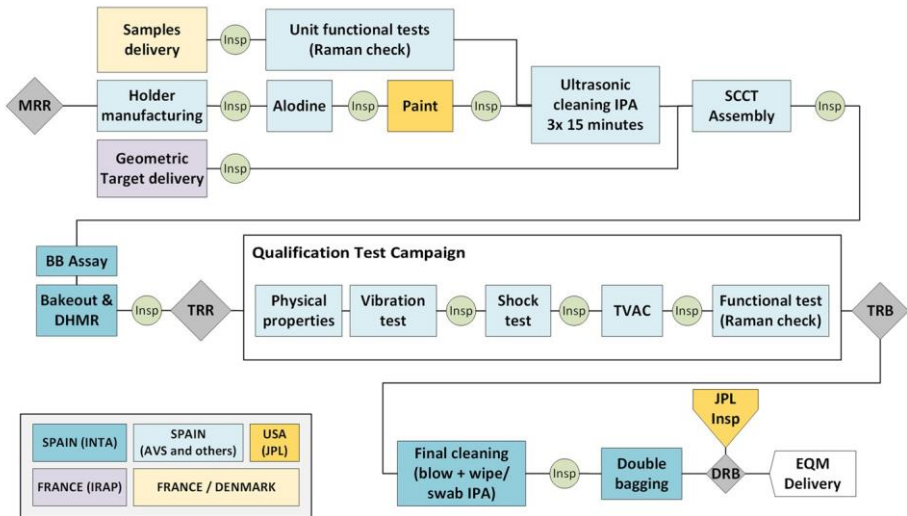 Samples
delivery
Insp
Unit functional tests
(Raman check)
MRR
Holder
manufacturing
Insp
Alodine
Insp
Paint
Insp
Ultrasonic
cleaning IPA
3x 15 minutes
SCCT
Assembly
Insp
Geometric
Target delivery
Insp
BB Assay
Bakeout &
DHMR
Insp
TRR
Qualification Test Campaign
Physical
properties
Vibration
test
Insp
Shock
test
Insp
TVAC
Insp
Functional test
(Raman check)
TRB
JPL
Insp
Final cleaning
(blow + wipe/
swab IPA)
Insp
Double
bagging
DRB
EQM
Delivery
SPAIN (INTA)
SPAIN
(AVS and others)
USA
(JPL)
FRANCE (IRAP)
FRANCE / DENMARK